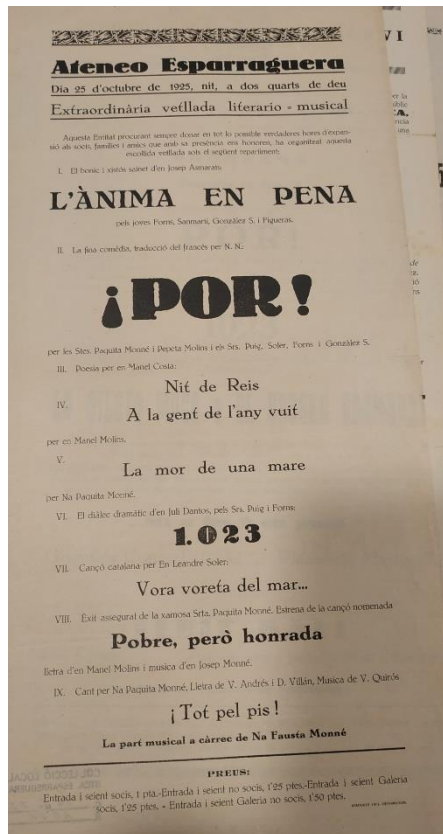 Ateneo Esparraguera
Dia 25 d'octubre de 1925, nit, a dos quarts de deu
Extraordinària vetllada literario - musical
Aquesta Entitat procurant sempre donar en tot lo possible verdaderes hores d'expan-
sió als socis, families i amics que amb sa presència ens honoren, ha organitzat aquesta
escollida vetllada sots el següent repartiment:
I. El bonic i xistós sainet d'en Josep Asmarats:
L'ÀNIMA EN PENA
pels joves Forns, Sanmartí, González S. i Figueras.
II. La fina comèdia, traducció del francés per N. N.:
¡POR!
per les Stes. Paquita Monné i Pepeta Molins i els Srs. Puig, Soler, Forns i González S.
III. Poesia per en Manel Costa:
Nit de Reis
IV.
A la gent de l'any vuit
per en Manel Molins.
V.
La mor de una mare
per Na Paquita Monné.
VI. El diàlec dramàtic d'en Juli Dantos, pels Srs. Puig i Forns:
1.023
VII. Cançó catalana per En Leandre Soler:
Vora voreta del mar...
VIII. Èxit assegurat de la xamosa Srta. Paquita Monné. Estrena de la cançó nomenada
Pobre, però honrada
lletra d'en Manel Molins i musica d'en Josep Monné.
IX. Cant per Na Paquita Monné, Lletra de V. Andrés i D. Villán, Musica de V. Quirós
¡Tot pel pis!
La part musical a càrrec de Na Fausta Monné
PREUS:
Entrada i seient socis, 1 pta.-Entrada i seient no socis, 1'25 ptes.-Entrada i seient Galeria
socis, 1'25 ptes. - Entrada i seient Galeria no socis, 1'50 ptes.
COL·LECCIÓ LOCAL